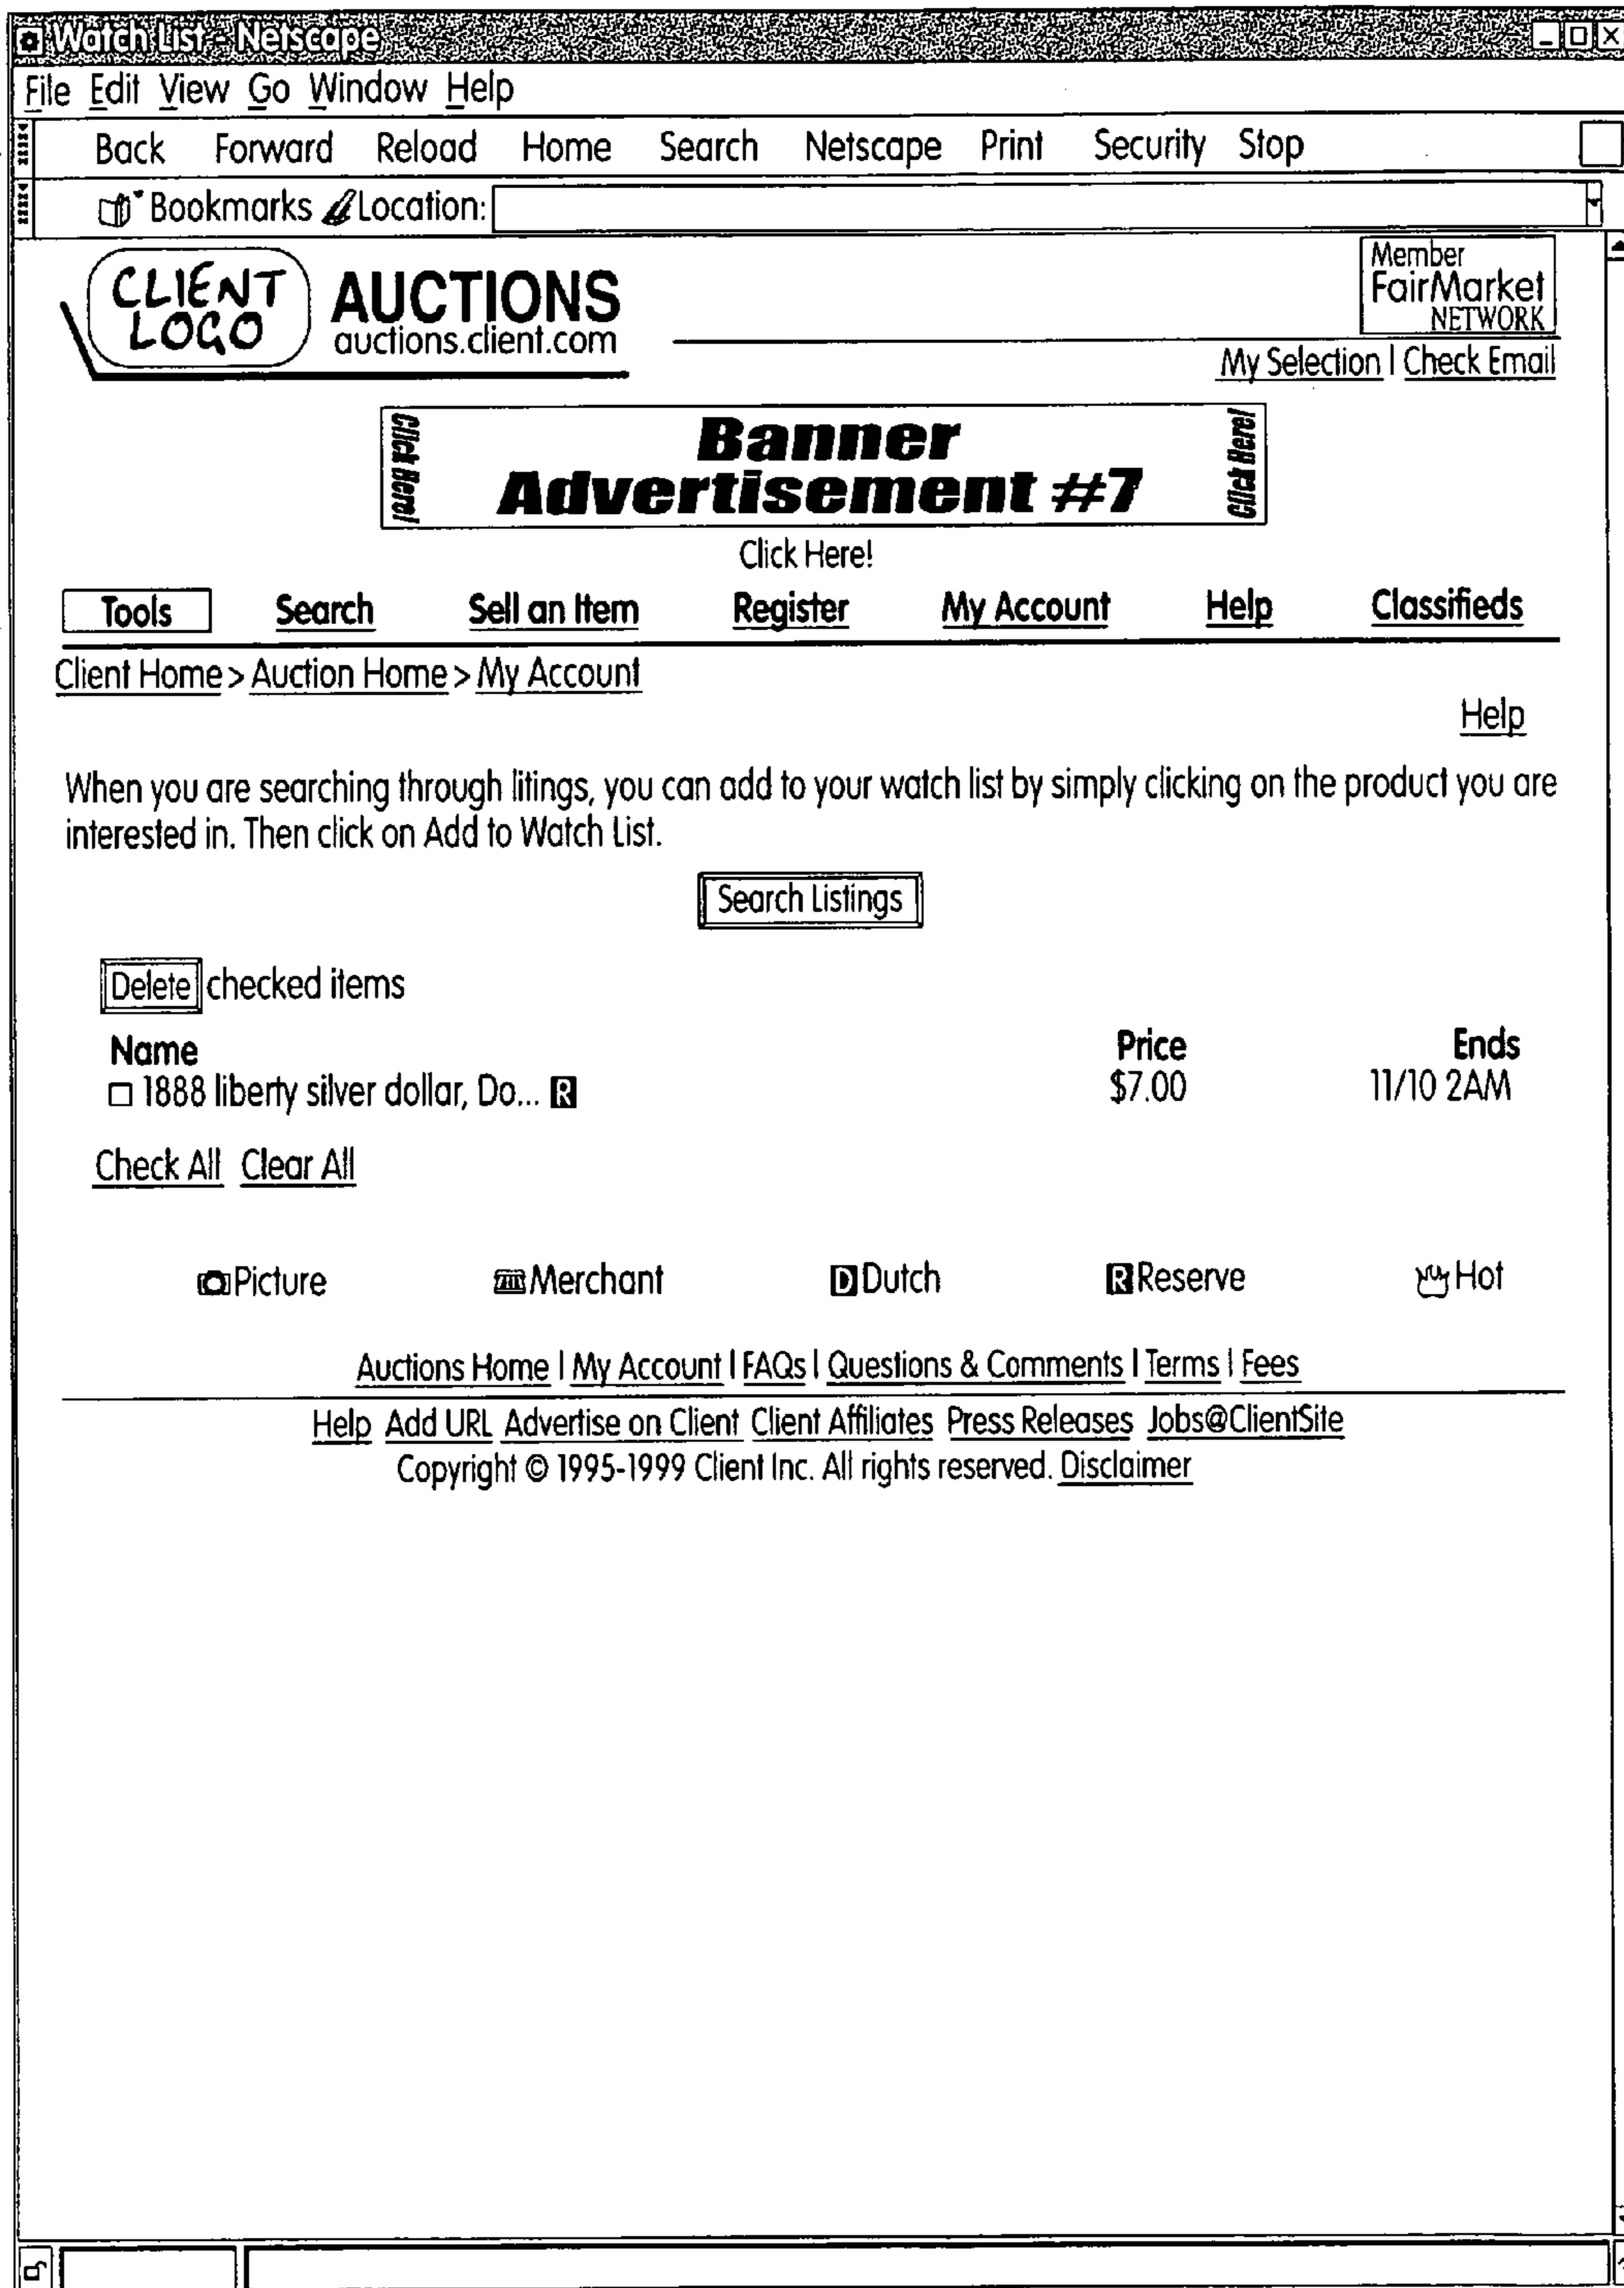 Watch List - Netscape
File Edit View Go Window Help
Back Forward Reload Home Search Netscape Print Security Stop
Bookmarks Location:
CLIENT LOGO
AUCTIONS
auctions.client.com
Member
FairMarket
NETWORK
My Selection | Check Email
Click Here!
Banner
Advertisement #7
Click Here!
Click Here!
Tools Search Sell an Item Register My Account Help Classifieds
Client Home > Auction Home > My Account
Help
When you are searching through litings, you can add to your watch list by simply clicking on the product you are
interested in. Then click on Add to Watch List.
Search Listings
Delete checked items
Name Price Ends
1888 liberty silver dollar, Do... R $7.00 11/10 2AM
Check All Clear All
Picture Merchant D Dutch R Reserve Hot
Auctions Home | My Account | FAQs | Questions & Comments | Terms | Fees
Help Add URL Advertise on Client Client Affiliates Press Releases Jobs@ClientSite
Copyright © 1995-1999 Client Inc. All rights reserved. Disclaimer